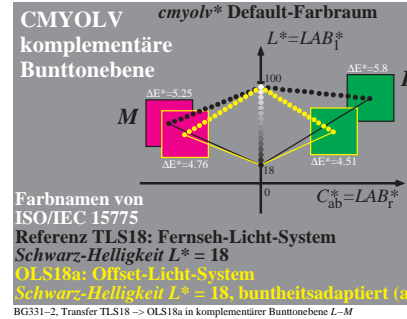 CMYOLV
komplementäre
Bunttonebene
cmyolv* Default-Farbraum
L*=LAB*l
100
ΔE*=5.25
ΔE*=5.8
M
ΔE*=4.76
ΔE*=4.51
18
0
C*ab=LAB*r
Farbnamen von
ISO/IEC 15775
Referenz TLS18: Fernseh-Licht-System
Schwarz-Helligkeit L* = 18
OLS18a: Offset-Licht-System
Schwarz-Helligkeit L* = 18, buntheitsadaptiert (a
BG331–2, Transfer TLS18 –> OLS18a in komplementärer Bunttonebene L–M